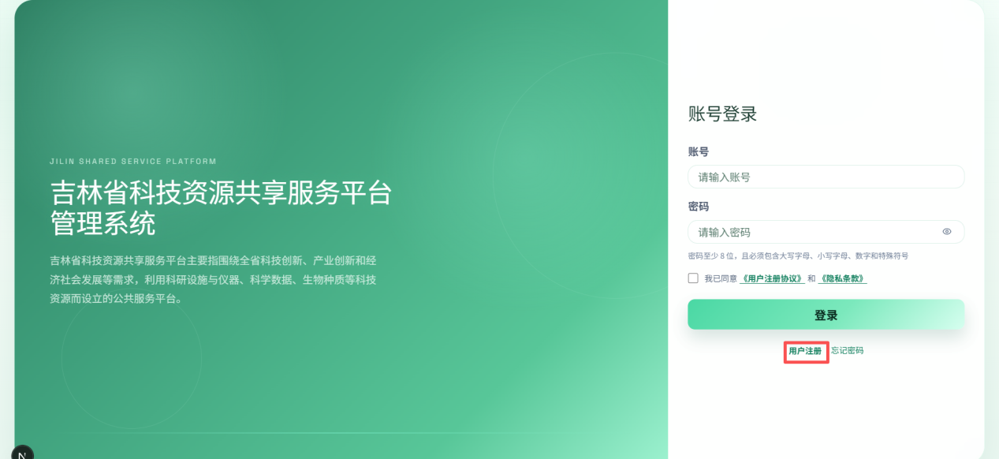 JILIN SHARED SERVICE PLATFORM
吉林省科技资源共享服务平台
管理系统
吉林省科技资源共享服务平台主要指围绕全省科技创新、产业创新和经
济社会发展等需求，利用科研设施与仪器、科学数据、生物种质等科技
资源而设立的公共服务平台。
账号登录
账号
请输入账号
密码
请输入密码
密码至少 8 位，且必须包含大写字母、小写字母、数字和特殊符号
我已同意 《用户注册协议》 和 《隐私条款》
登录
用户注册 忘记密码
N